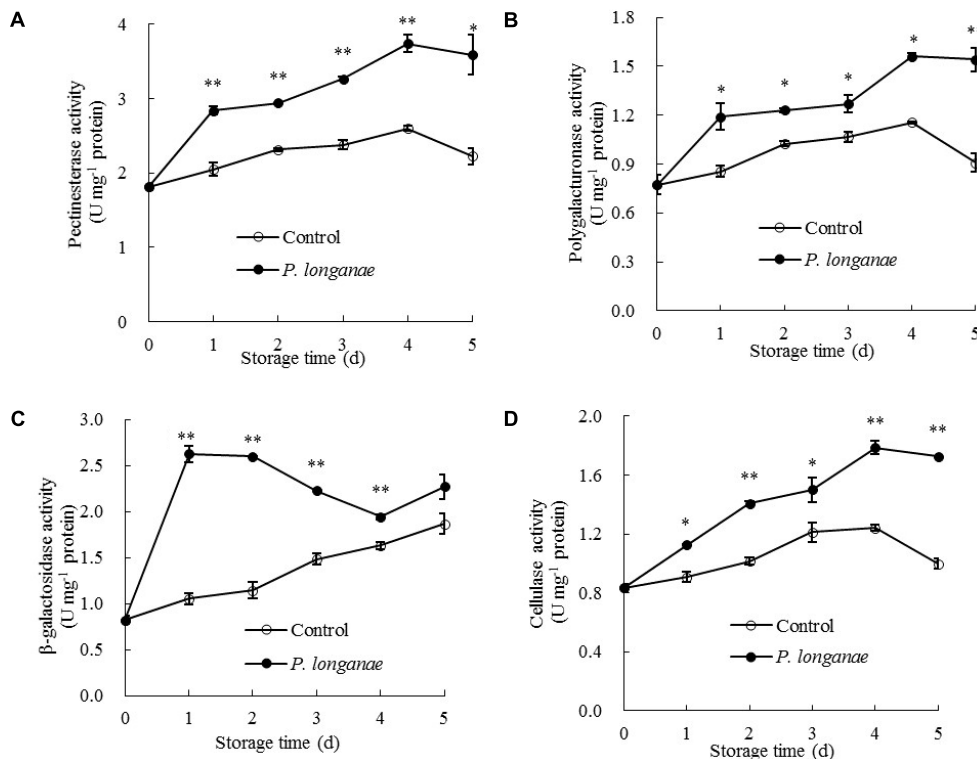 A
Pectinesterase activity
(U mg⁻¹ protein)
4
3
2
1
0
** ** ** ** *
Control
P. longanae
0 1 2 3 4 5
Storage time (d)
B
Polygalacturonase activity
(U mg⁻¹ protein)
1.8
1.5
1.2
0.9
0.6
0.3
0.0
* * * * **
Control
P. longanae
0 1 2 3 4 5
Storage time (d)
C
β-galactosidase activity
(U mg⁻¹ protein)
3.0
2.5
2.0
1.5
1.0
0.5
0.0
** ** ** **
Control
P. longanae
0 1 2 3 4 5
Storage time (d)
D
Cellulase activity
(U mg⁻¹ protein)
2.0
1.6
1.2
0.8
0.4
0.0
* ** * ** **
Control
P. longanae
0 1 2 3 4 5
Storage time (d)